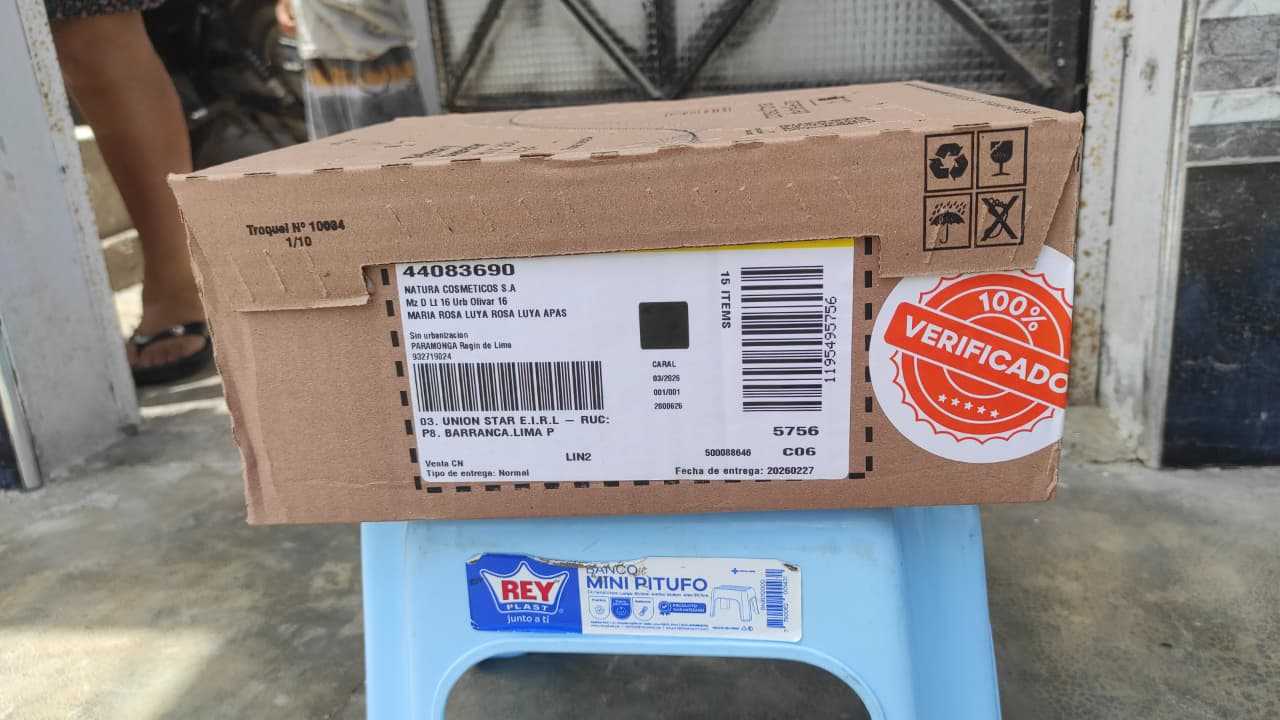 Troquel Nº 10034
1/10
44083690
NATURA COSMETICOS S.A
Mz D Lt 16 Urb Olivar 16
MARIA ROSA LUYA ROSA LUYA APAS
Sin urbanizacion
PARAMONGA Regin de Lima
932719024
03. UNION STAR E.I.R.L – RUC:
P8. BARRANCA.LIMA P
Venta CN
Tipo de entrega: Normal
LIN2
CARAL
03/2026
001/001
2600626
15 ITEMS
1195495756
5756
500088646
C06
Fecha de entrega: 20260227
100%
VERIFICADO
REY
PLAST
junto a ti
BANCO
MINI PITUFO